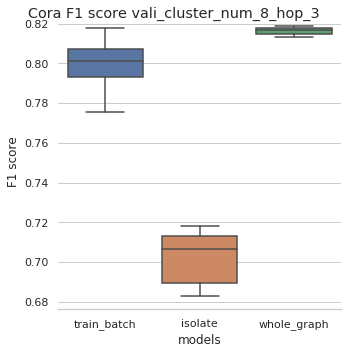 Cora F1 score vali_cluster_num_8_hop_3
0.82
0.80
0.78
0.76
0.74
0.72
0.70
0.68
F1 score
train_batch
isolate
whole_graph
models